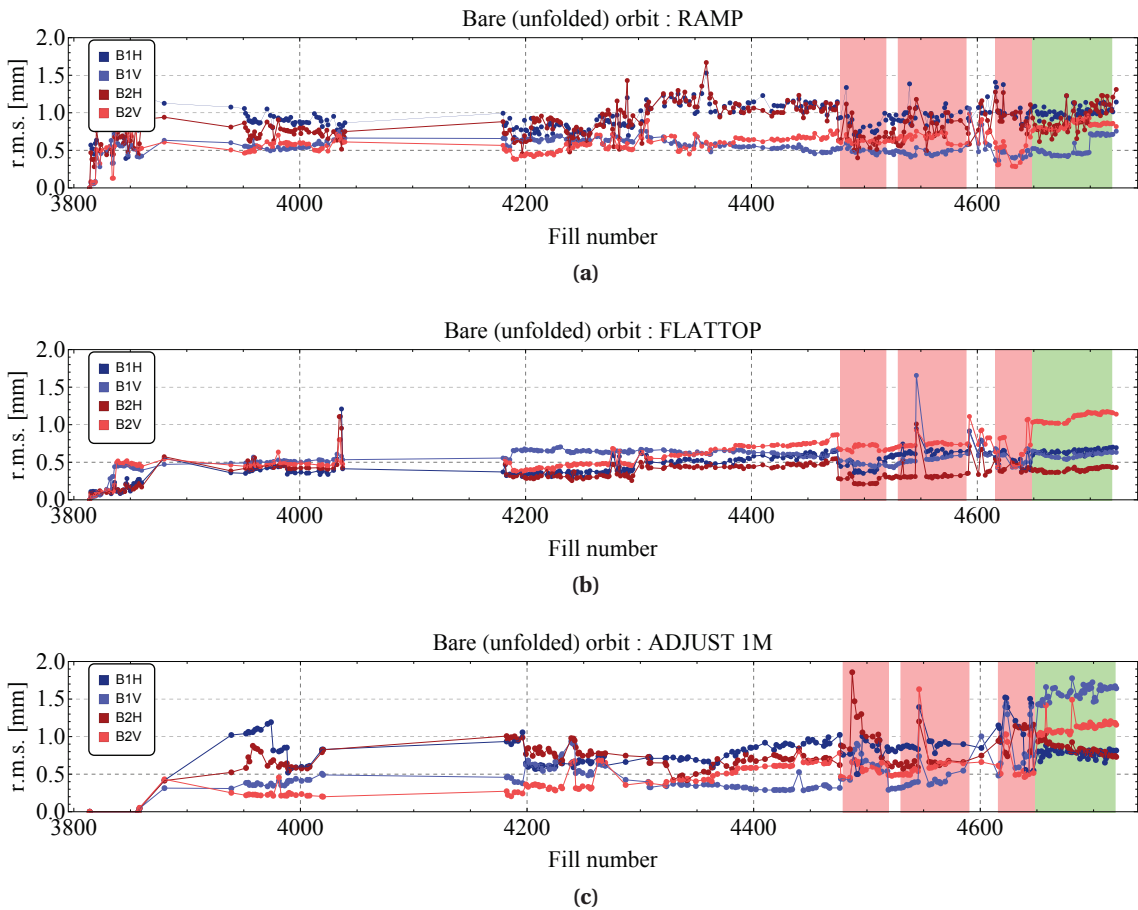 Bare (unfolded) orbit : RAMP
2.0
1.5
1.0
0.5
0.0
r.m.s. [mm]
B1H
B1V
B2H
B2V
3800 4000 4200 4400 4600
Fill number
(a)
Bare (unfolded) orbit : FLATTOP
2.0
1.5
1.0
0.5
0.0
r.m.s. [mm]
B1H
B1V
B2H
B2V
3800 4000 4200 4400 4600
Fill number
(b)
Bare (unfolded) orbit : ADJUST 1M
2.0
1.5
1.0
0.5
0.0
r.m.s. [mm]
B1H
B1V
B2H
B2V
3800 4000 4200 4400 4600
Fill number
(c)